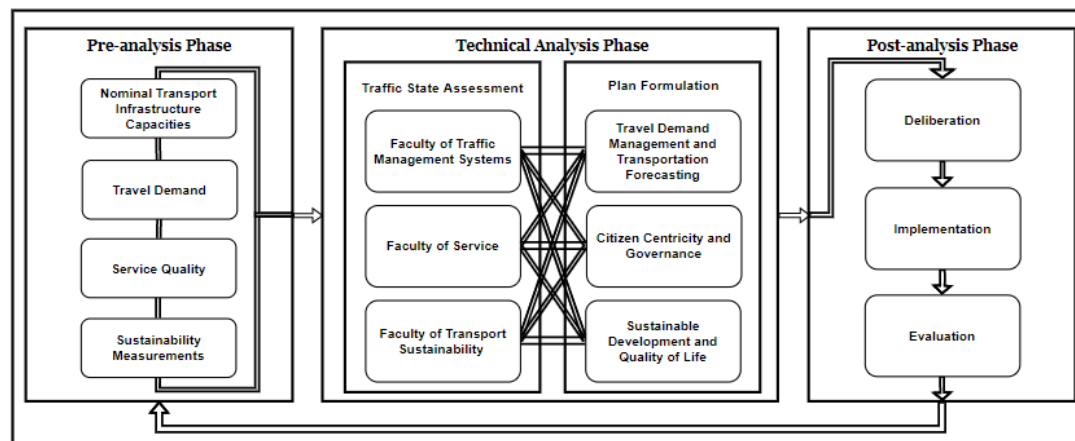 Pre-analysis Phase
Nominal Transport
Infrastructure
Capacities
Travel Demand
Service Quality
Sustainability
Measurements
Technical Analysis Phase
Traffic State Assessment
Faculty of Traffic
Management Systems
Faculty of Service
Faculty of Transport
Sustainability
Plan Formulation
Travel Demand
Management and
Transportation
Forecasting
Citizen Centricity and
Governance
Sustainable
Development and
Quality of Life
Post-analysis Phase
Deliberation
Implementation
Evaluation